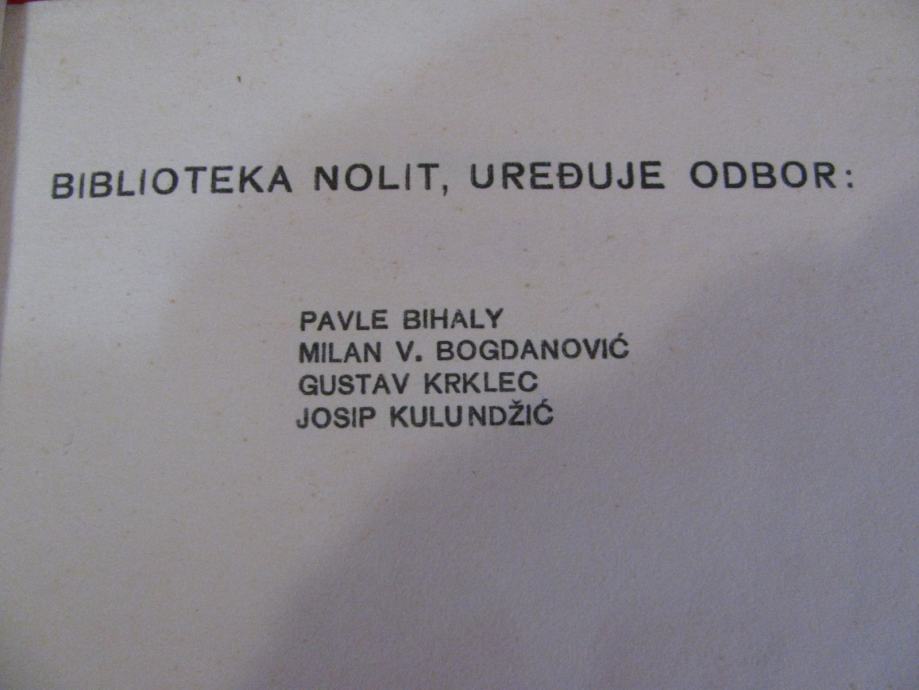 BIBLIOTEKA NOLIT, UREĐUJE ODBOR:
PAVLE BIHALY
MILAN V. BOGDANOVIĆ
GUSTAV KRKLEC
JOSIP KULUNDŽIĆ